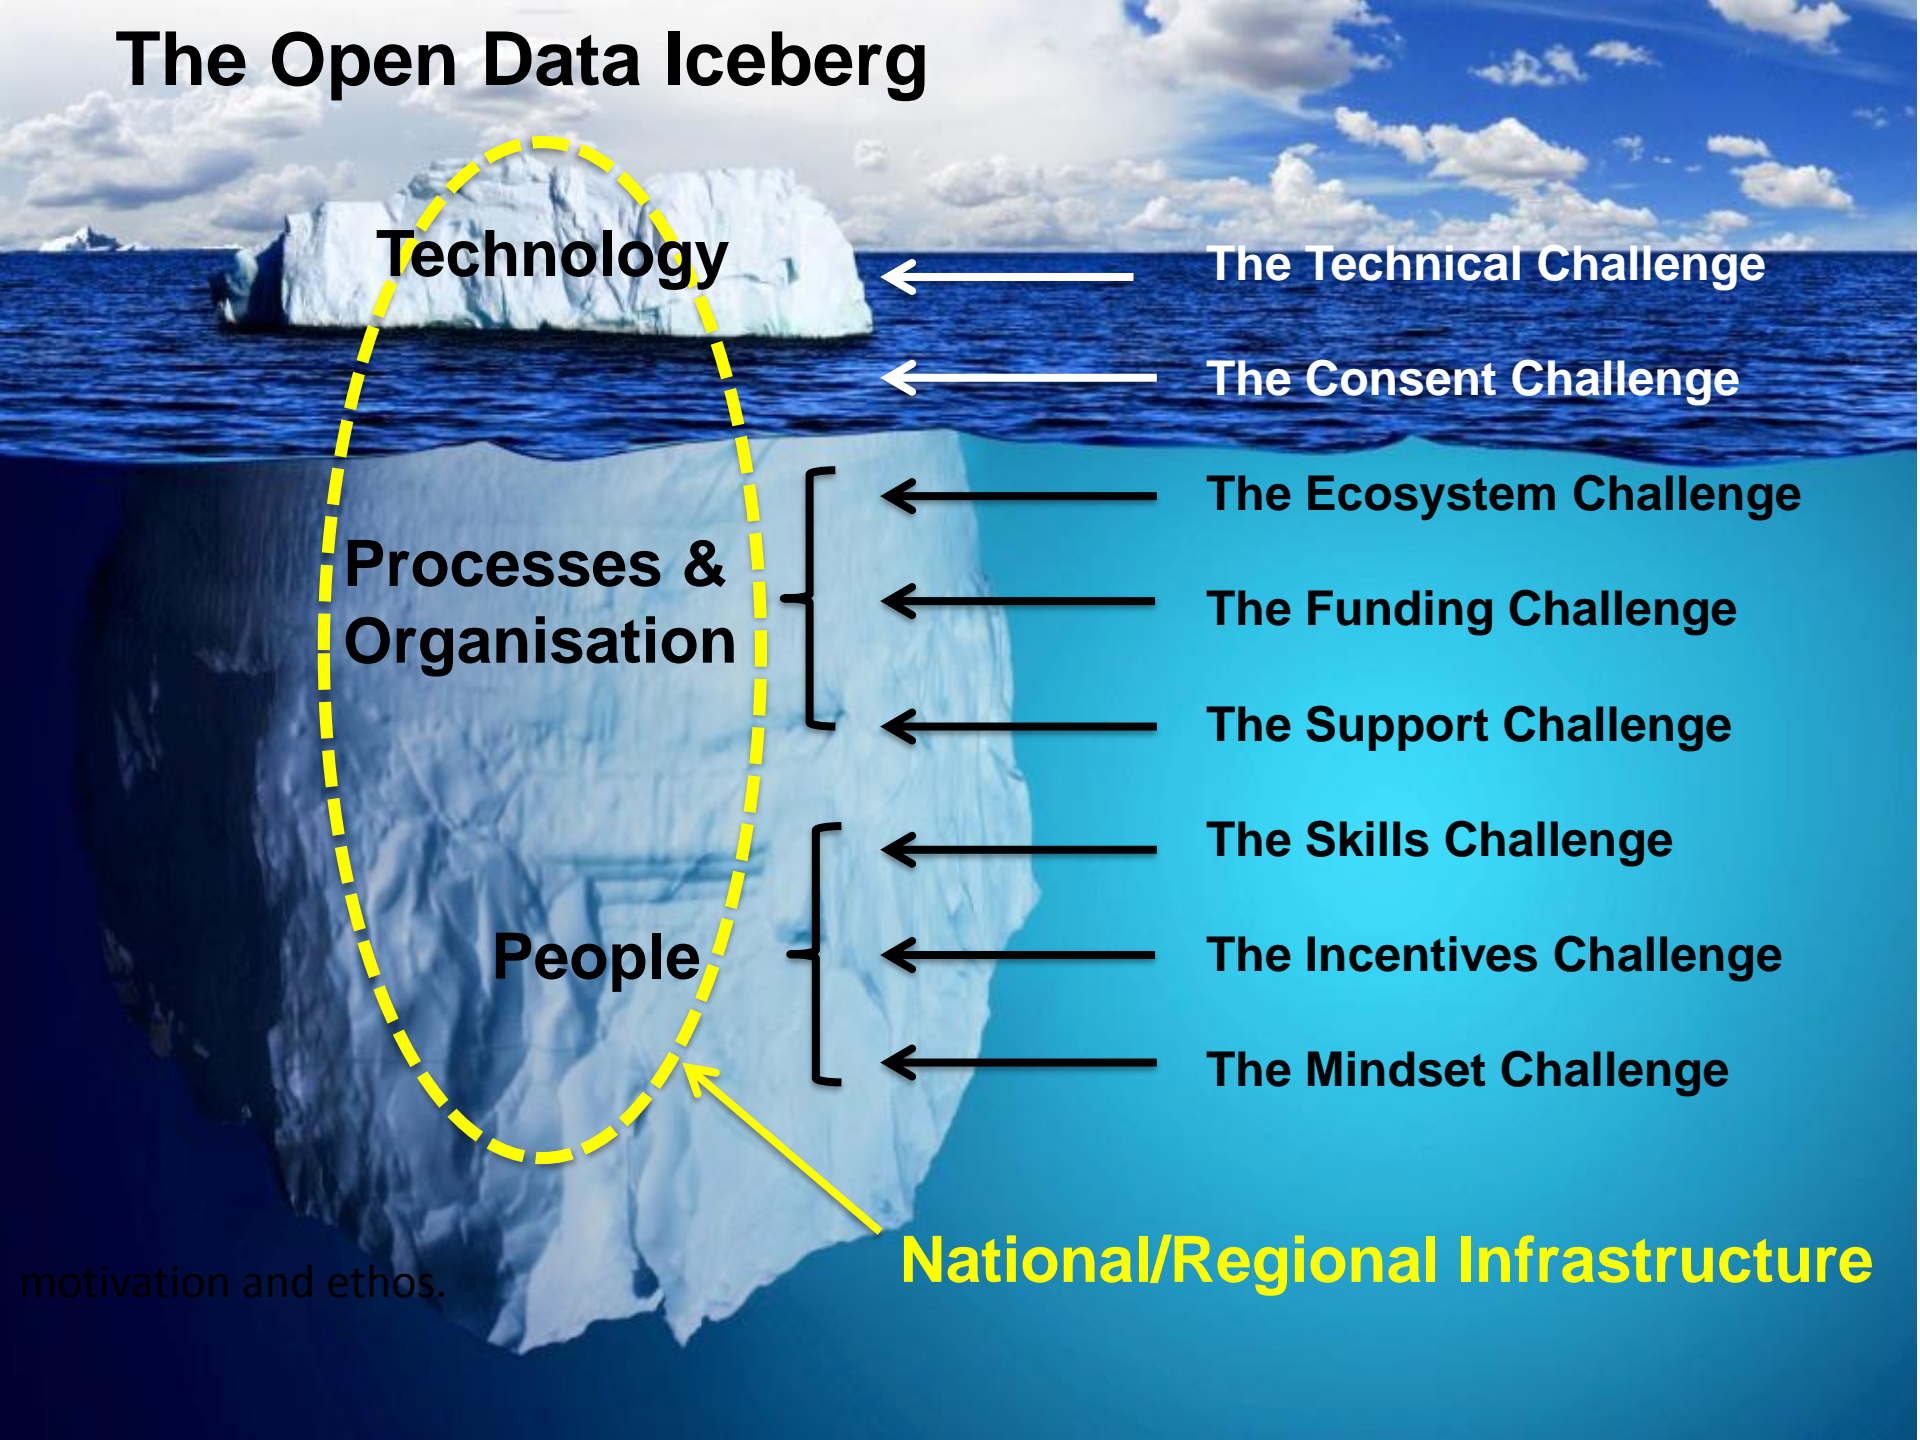 The Open Data Iceberg
Technology
The Technical Challenge
The Consent Challenge
The Ecosystem Challenge
Processes &
Organisation
The Funding Challenge
The Support Challenge
The Skills Challenge
People
The Incentives Challenge
The Mindset Challenge
National/Regional Infrastructure
motivation and ethos.